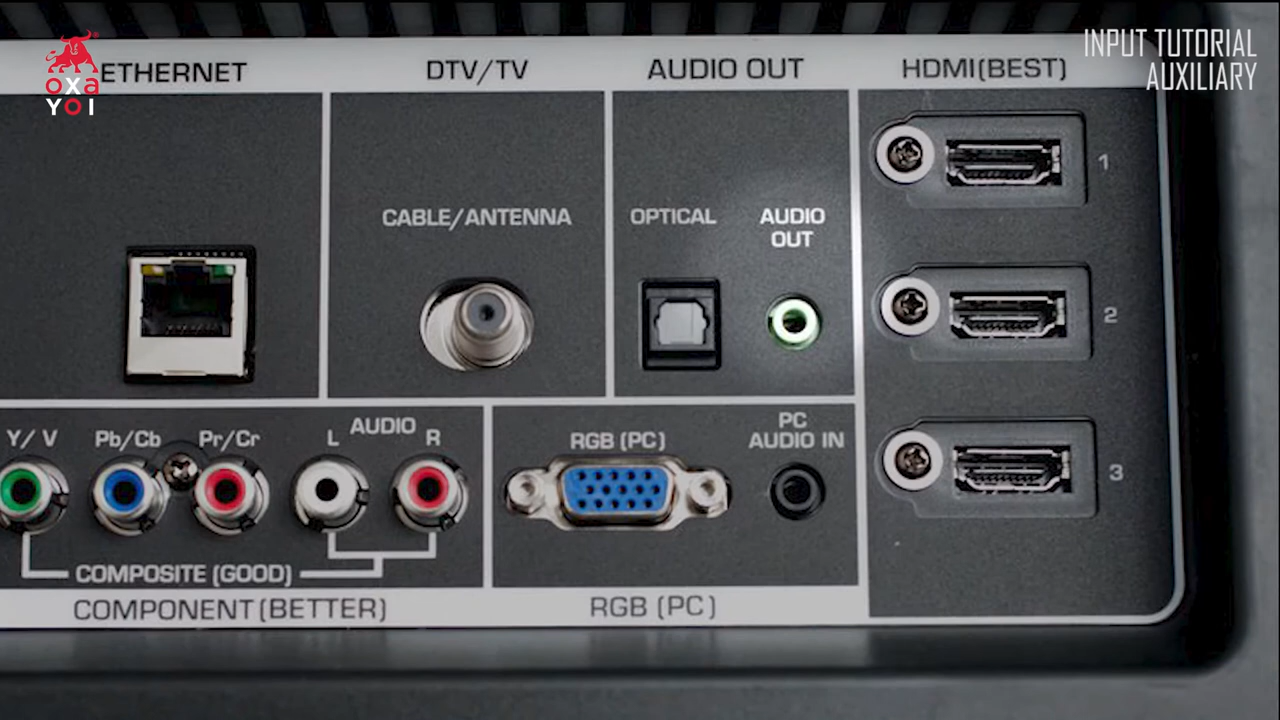 oxa
YOI
INPUT TUTORIAL
AUXILIARY
ETHERNET
DTV/TV
AUDIO OUT
HDMI(BEST)
CABLE/ANTENNA
OPTICAL
AUDIO
OUT
1
2
3
Y/V
Pb/Cb
Pr/Cr
L
AUDIO
R
COMPOSITE (GOOD)
COMPONENT (BETTER)
RGB (PC)
PC
AUDIO IN
RGB (PC)